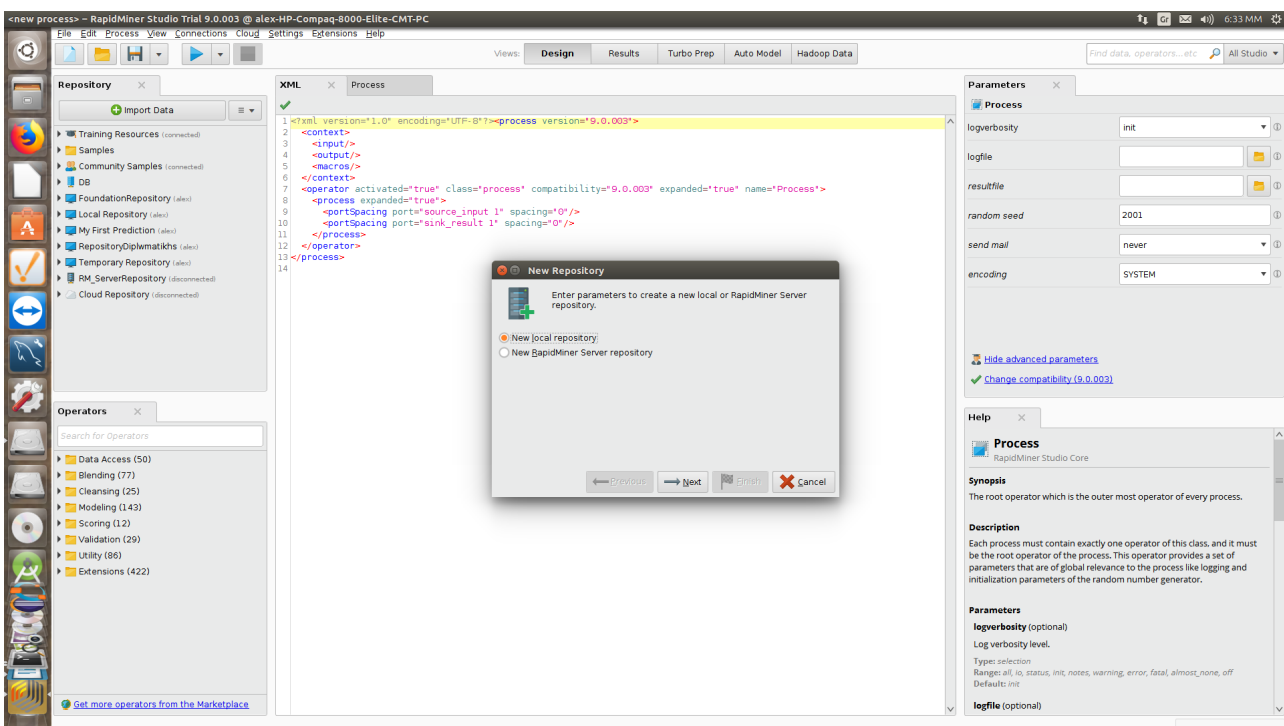 <new process> – RapidMiner Studio Trial 9.0.003 @ alex-HP-Compaq-8000-Elite-CMT-PC
Gr
6:33 MM
File Edit Process View Connections Cloud Settings Extensions Help
Views: Design Results Turbo Prep Auto Model Hadoop Data
Find data, operators...etc
All Studio
Repository
Import Data
Training Resources (connected)
Samples
Community Samples (connected)
DB
FoundationRepository (alex)
Local Repository (alex)
My First Prediction (alex)
RepositoryDiplwmatikhs (alex)
Temporary Repository (alex)
RM_ServerRepository (disconnected)
Cloud Repository (disconnected)
Operators
Search for Operators
Data Access (50)
Blending (77)
Cleansing (25)
Modeling (143)
Scoring (12)
Validation (29)
Utility (86)
Extensions (422)
Get more operators from the Marketplace
XML Process
1 <?xml version="1.0" encoding="UTF-8"?><process version="9.0.003">
2 <context>
3 <input/>
4 <output/>
5 <macros/>
6 </context>
7 <operator activated="true" class="process" compatibility="9.0.003" expanded="true" name="Process">
8 <process expanded="true">
9 <portSpacing port="source_input 1" spacing="0"/>
10 <portSpacing port="sink_result 1" spacing="0"/>
11 </process>
12 </operator>
13 </process>
14
New Repository
Enter parameters to create a new local or RapidMiner Server
repository.
New local repository
New RapidMiner Server repository
Previous Next Finish Cancel
Parameters
Process
logverbosity init
logfile
resultfile
random seed 2001
send mail never
encoding SYSTEM
Hide advanced parameters
Change compatibility (9.0.003)
Help
Process
RapidMiner Studio Core
Synopsis
The root operator which is the outer most operator of every process.
Description
Each process must contain exactly one operator of this class, and it must
be the root operator of the process. This operator provides a set of
parameters that are of global relevance to the process like logging and
initialization parameters of the random number generator.
Parameters
logverbosity (optional)
Log verbosity level.
Type: selection
Range: all, io, status, init, notes, warning, error, fatal, almost_none, off
Default: init
logfile (optional)